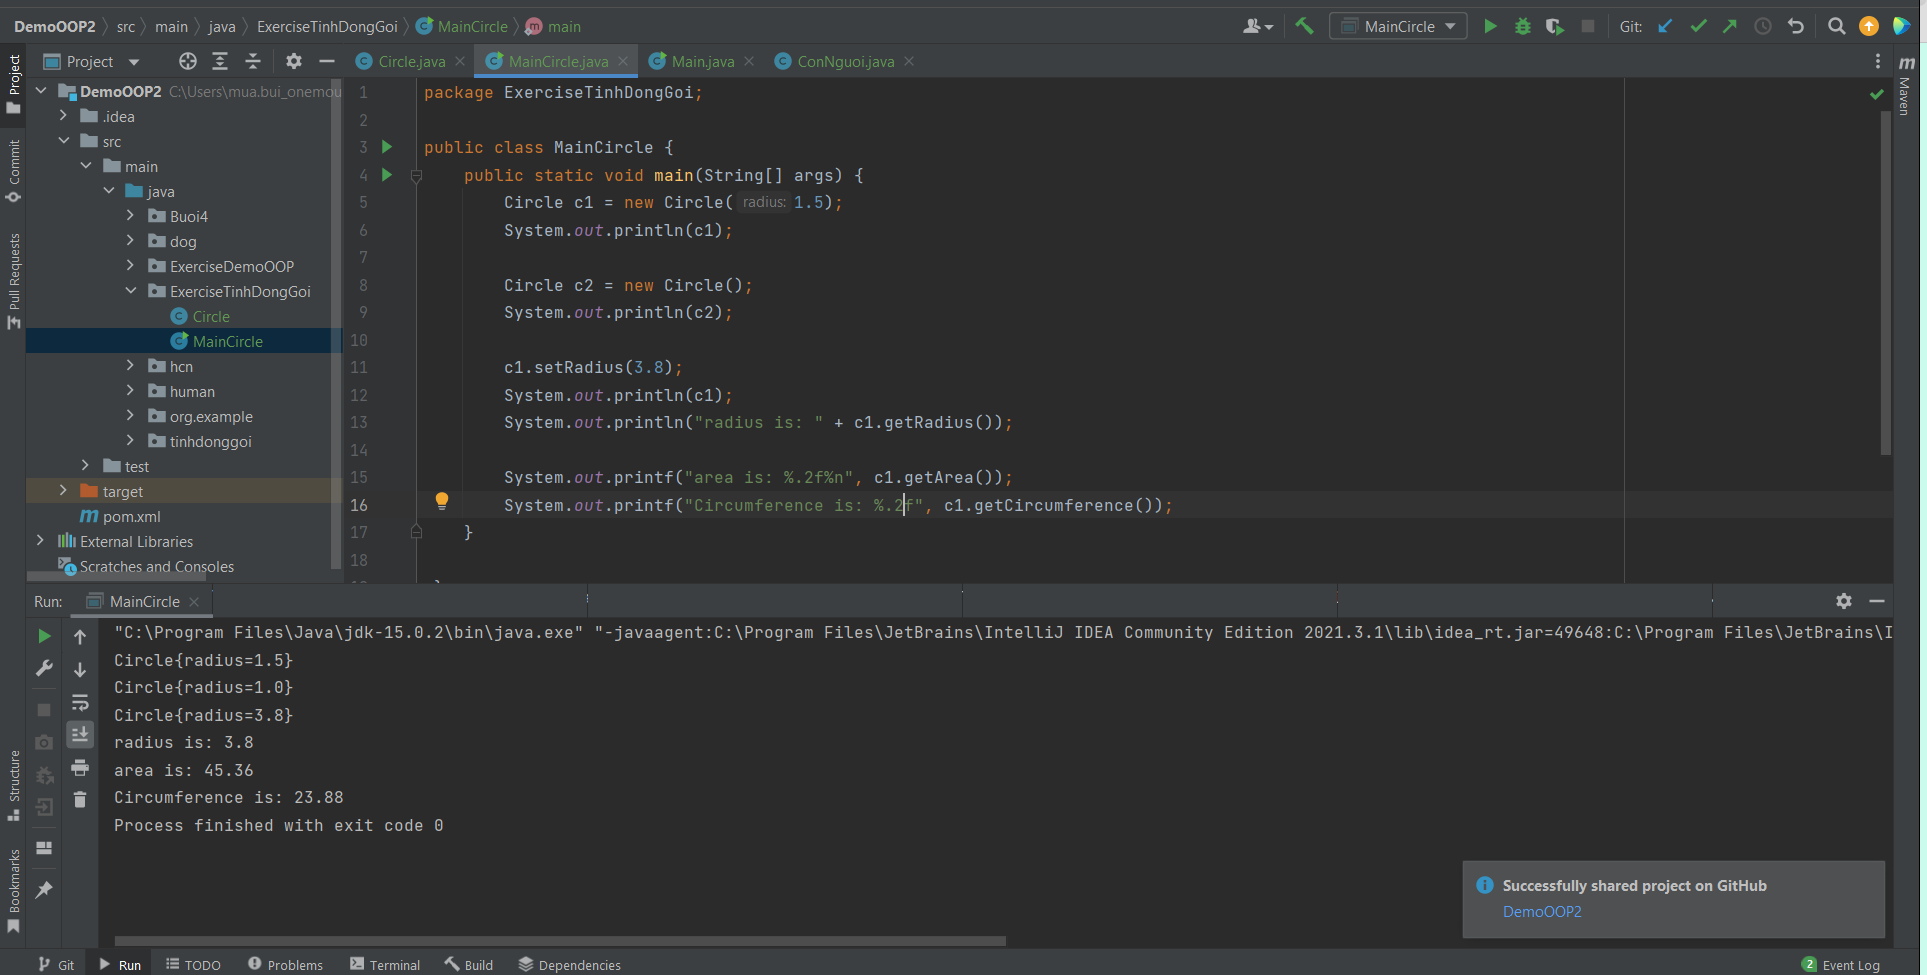 DemoOOP2 src main java ExerciseTinhDongGoi MainCircle main MainCircle Git:
Project
Circle.java MainCircle.java Main.java ConNguoi.java
Project
Commit
Pull Requests
Structure
Bookmarks
Maven
DemoOOP2 C:\Users\mua.bui_onemou
.idea
src
main
java
Buoi4
dog
ExerciseDemoOOP
ExerciseTinhDongGoi
Circle
MainCircle
hcn
human
org.example
tinhdonggoi
test
target
pom.xml
External Libraries
Scratches and Consoles
1 package ExerciseTinhDongGoi;
2
3 public class MainCircle {
4 public static void main(String[] args) {
5 Circle c1 = new Circle( radius: 1.5);
6 System.out.println(c1);
7
8 Circle c2 = new Circle();
9 System.out.println(c2);
10
11 c1.setRadius(3.8);
12 System.out.println(c1);
13 System.out.println("radius is: " + c1.getRadius());
14
15 System.out.printf("area is: %.2f%n", c1.getArea());
16 System.out.printf("Circumference is: %.2f", c1.getCircumference());
17 }
18
Run: MainCircle
"C:\Program Files\Java\jdk-15.0.2\bin\java.exe" "-javaagent:C:\Program Files\JetBrains\IntelliJ IDEA Community Edition 2021.3.1\lib\idea_rt.jar=49648:C:\Program Files\JetBrains\I
Circle{radius=1.5}
Circle{radius=1.0}
Circle{radius=3.8}
radius is: 3.8
area is: 45.36
Circumference is: 23.88
Process finished with exit code 0
Successfully shared project on GitHub
DemoOOP2
Git Run TODO Problems Terminal Build Dependencies 2 Event Log